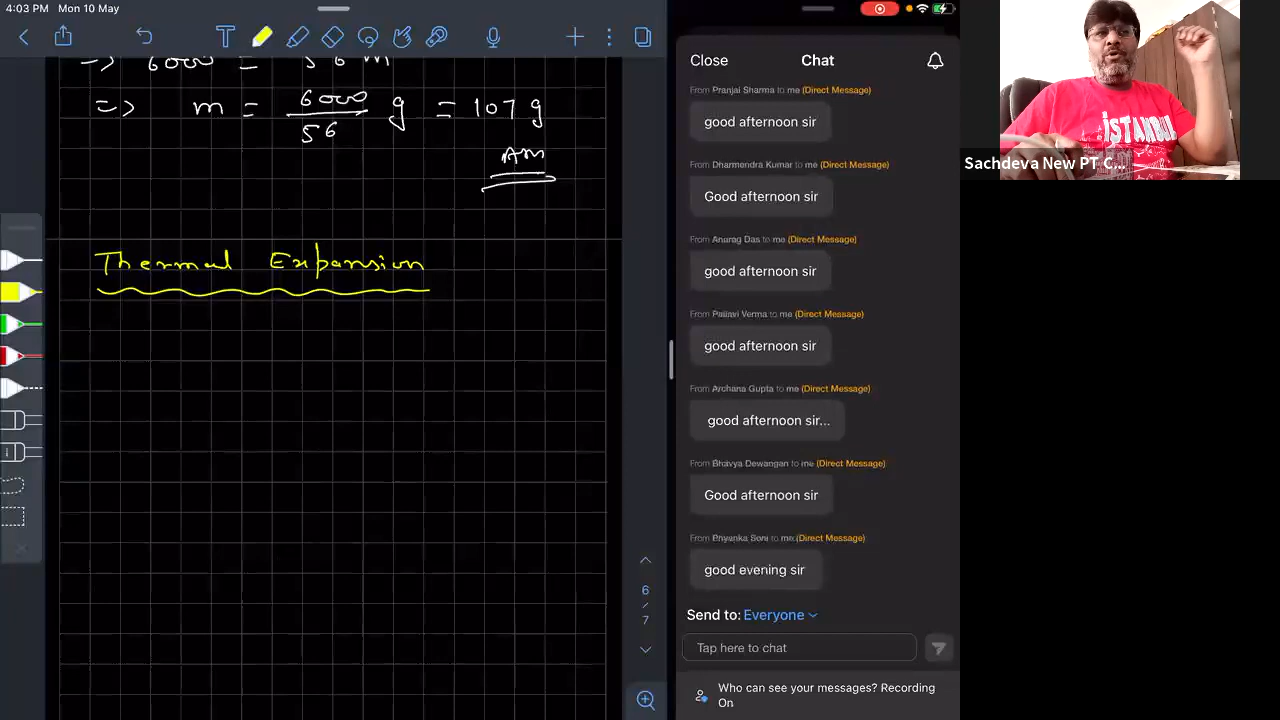 4:03 PM Mon 10 May
=> 6000 = 56 m
=> m = 6000/56 g = 107 g
Ans
Thermal Expansion
6
7
Close
Chat
From Pranjai Sharma to me (Direct Message)
good afternoon sir
From Dharmendra Kumar to me (Direct Message)
Good afternoon sir
From Anurag Das to me (Direct Message)
good afternoon sir
From Pallavi Verma to me (Direct Message)
good afternoon sir
From Archana Gupta to me (Direct Message)
good afternoon sir...
From Bhavya Dewangan to me (Direct Message)
Good afternoon sir
From Priyanka Soni to me (Direct Message)
good evening sir
Send to: Everyone
Tap here to chat
Who can see your messages? Recording
On
İSTANBUL
Sachdeva New PT C...